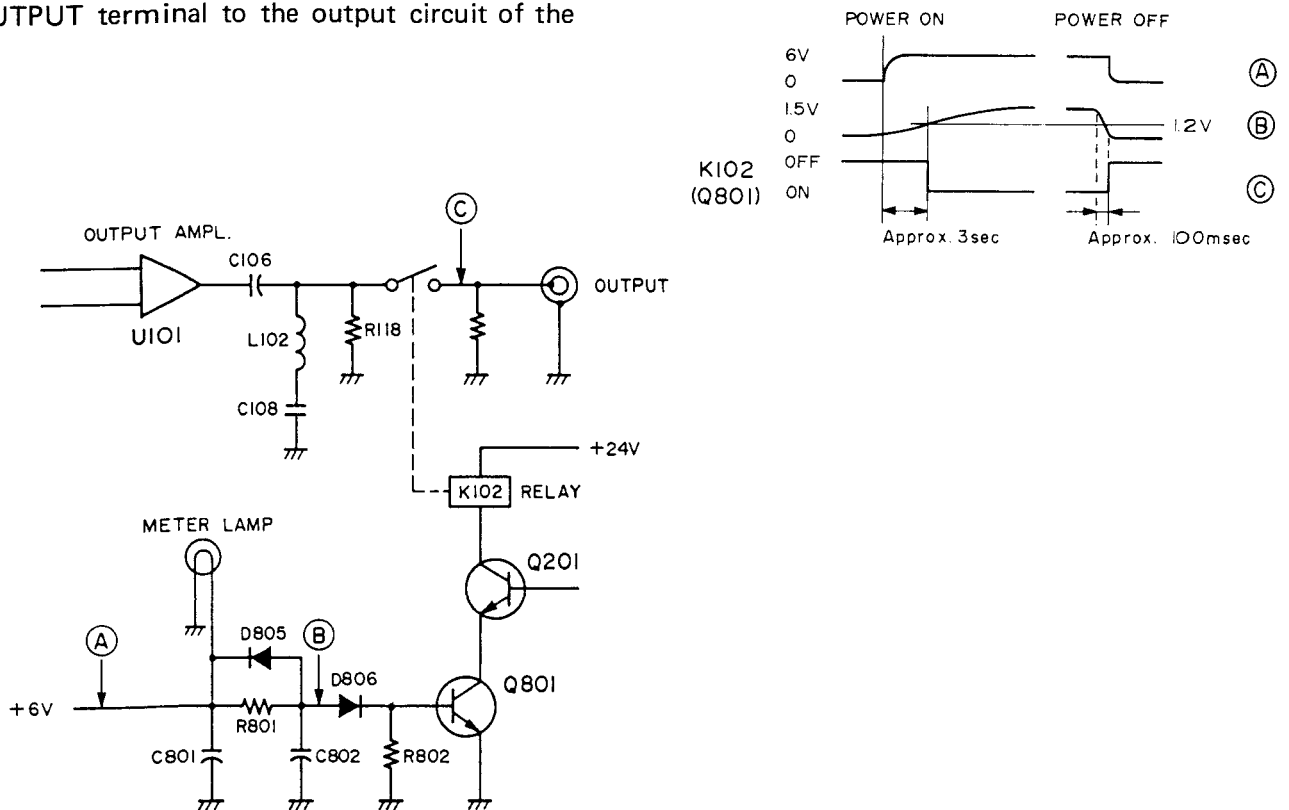 UTPUT terminal to the output circuit of the
POWER ON
POWER OFF
6V
0
A
1.5V
0
1.2V
B
K102
(Q801)
OFF
ON
C
Approx. 3sec
Approx. 100msec
C
OUTPUT AMPL.
C106
OUTPUT
U101
L102
R118
C108
+24V
K102 RELAY
METER LAMP
Q201
A
D805
B
D806
Q801
+6V
R801
C801
C802
R802